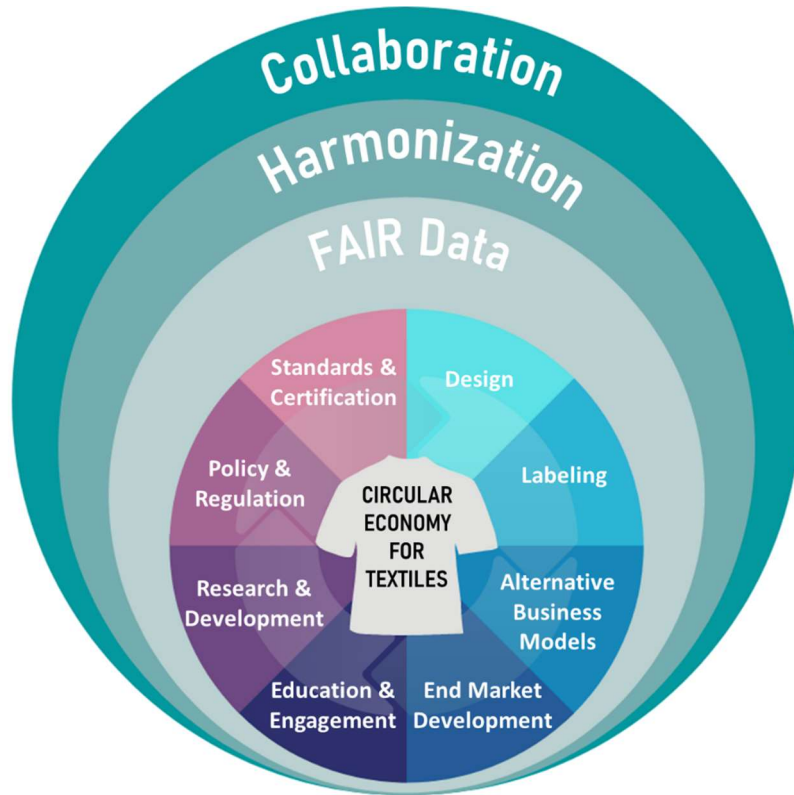 Collaboration
Harmonization
FAIR Data
Standards &
Certification
Design
Policy &
Regulation
Labeling
CIRCULAR
ECONOMY
FOR
TEXTILES
Research &
Development
Alternative
Business
Models
Education &
Engagement
End Market
Development